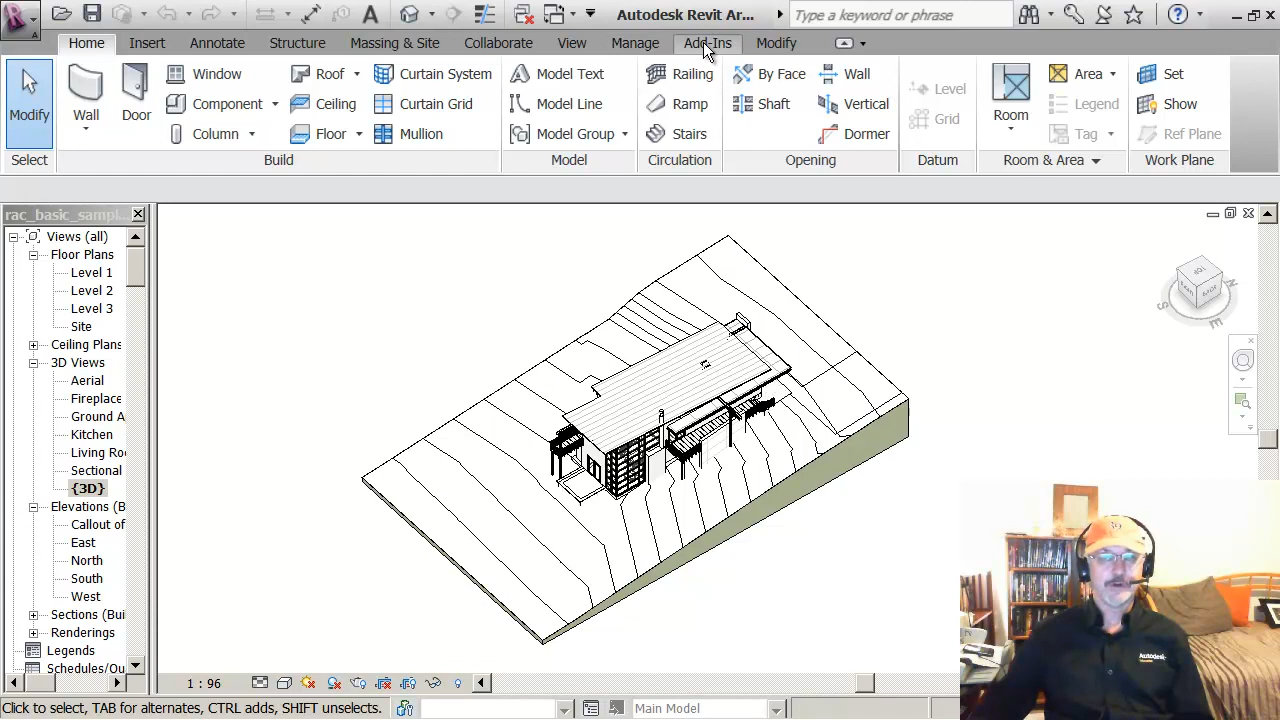 Autodesk Revit Ar...
Type a keyword or phrase
Home Insert Annotate Structure Massing & Site Collaborate View Manage Add-Ins Modify
Modify
Select
Wall
Door
Window
Component
Column
Roof
Ceiling
Floor
Curtain System
Curtain Grid
Mullion
Build
Model Text
Model Line
Model Group
Model
Railing
Ramp
Stairs
Circulation
By Face
Shaft
Wall
Vertical
Dormer
Opening
Level
Grid
Datum
Room
Area
Legend
Tag
Room & Area
Set
Show
Ref Plane
Work Plane
rac_basic_sampl...
Views (all)
Floor Plans
Level 1
Level 2
Level 3
Site
Ceiling Plans
3D Views
Aerial
Fireplace
Ground A
Kitchen
Living Roo
Sectional
{3D}
Elevations (B
Callout of
East
North
South
West
Sections (Bui
Renderings
Legends
Schedules/Qu
1 : 96
Click to select, TAB for alternates, CTRL adds, SHIFT unselects.
Main Model
Autodesk
39